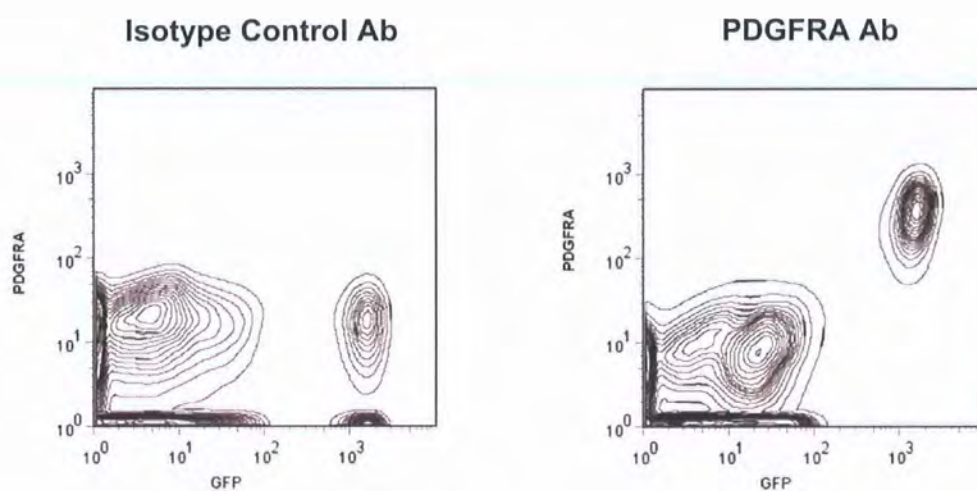 Isotype Control Ab
PDGFRA Ab
10³
10²
10¹
10⁰
PDGFRA
10⁰ 10¹ 10² 10³
GFP
10³
10²
10¹
10⁰
PDGFRA
10⁰ 10¹ 10² 10³
GFP